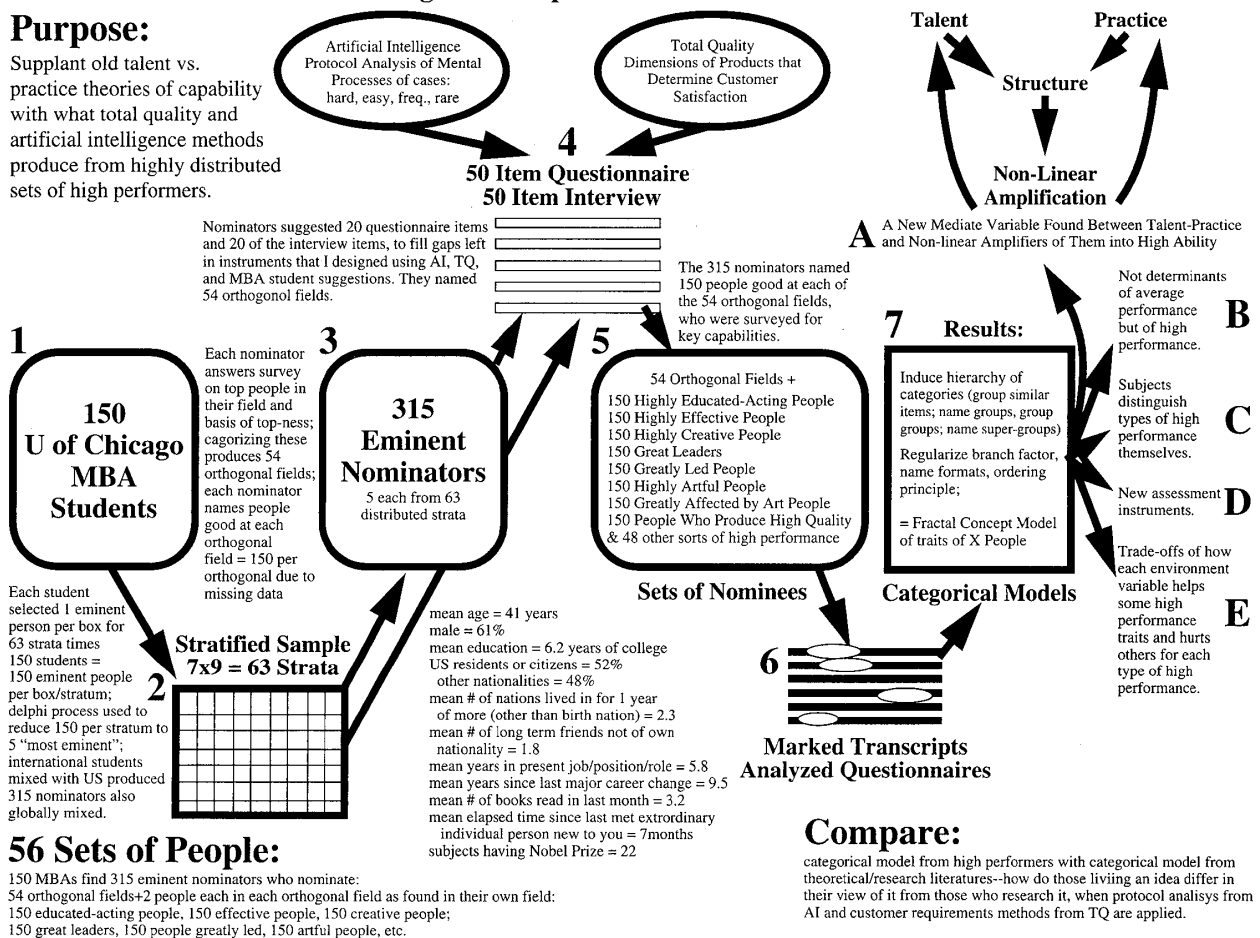 Purpose:
Supplant old talent vs.
practice theories of capability
with what total quality and
artificial intelligence methods
produce from highly distributed
sets of high performers.
Artificial Intelligence
Protocol Analysis of Mental
Processes of cases:
hard, easy, freq., rare
Total Quality
Dimensions of Products that
Determine Customer
Satisfaction
4
50 Item Questionnaire
50 Item Interview
Talent
Practice
Structure
Non-Linear
Amplification
A
A New Mediate Variable Found Between Talent-Practice
and Non-linear Amplifiers of Them into High Ability
Nominators suggested 20 questionnaire items
and 20 of the interview items, to fill gaps left
in instruments that I designed using AI, TQ,
and MBA student suggestions. They named
54 orthogonol fields.
The 315 nominators named
150 people good at each of
the 54 orthogonal fields,
who were surveyed for
key capabilities.
1
150
U of Chicago
MBA
Students
Each nominator
answers survey
on top people in
their field and
basis of top-ness;
cagorizing these
produces 54
orthogonal fields;
each nominator
names people
good at each
orthogonal
field = 150 per
orthogonal due to
missing data
3
315
Eminent
Nominators
5 each from 63
distributed strata
5
54 Orthogonal Fields +
150 Highly Educated-Acting People
150 Highly Effective People
150 Highly Creative People
150 Great Leaders
150 Greatly Led People
150 Highly Artful People
150 Greatly Affected by Art People
150 People Who Produce High Quality
& 48 other sorts of high performance
Sets of Nominees
7
Results:
Induce hierarchy of
categories (group similar
items; name groups, group
groups; name super-groups)
Regularize branch factor,
name formats, ordering
principle;
= Fractal Concept Model
of traits of X People
Categorical Models
Not determinants
of average
performance
but of high
performance.
B
Subjects
distinguish
types of high
performance
themselves.
C
New assessment
instruments.
D
Trade-offs of how
each environment
variable helps
some high
performance
traits and hurts
others for each
type of high
performance.
E
Each student
selected 1 eminent
person per box for
63 strata times
150 students =
150 eminent people
per box/stratum;
delphi process used to
reduce 150 per stratum to
5 “most eminent”;
international students
mixed with US produced
315 nominators also
globally mixed.
Stratified Sample
7x9 = 63 Strata
2
mean age = 41 years
male = 61%
mean education = 6.2 years of college
US residents or citizens = 52%
other nationalities = 48%
mean # of nations lived in for 1 year
of more (other than birth nation) = 2.3
mean # of long term friends not of own
nationality = 1.8
mean years in present job/position/role = 5.8
mean years since last major career change = 9.5
mean # of books read in last month = 3.2
mean elapsed time since last met extrordinary
individual person new to you = 7months
subjects having Nobel Prize = 22
6
Marked Transcripts
Analyzed Questionnaires
56 Sets of People:
150 MBAs find 315 eminent nominators who nominate:
54 orthogonal fields+2 people each in each orthogonal field as found in their own field:
150 educated-acting people, 150 effective people, 150 creative people;
150 great leaders, 150 people greatly led, 150 artful people, etc.
Compare:
categorical model from high performers with categorical model from
theoretical/research literatures--how do those liviing an idea differ in
their view of it from those who research it, when protocol analisys from
AI and customer requirements methods from TQ are applied.